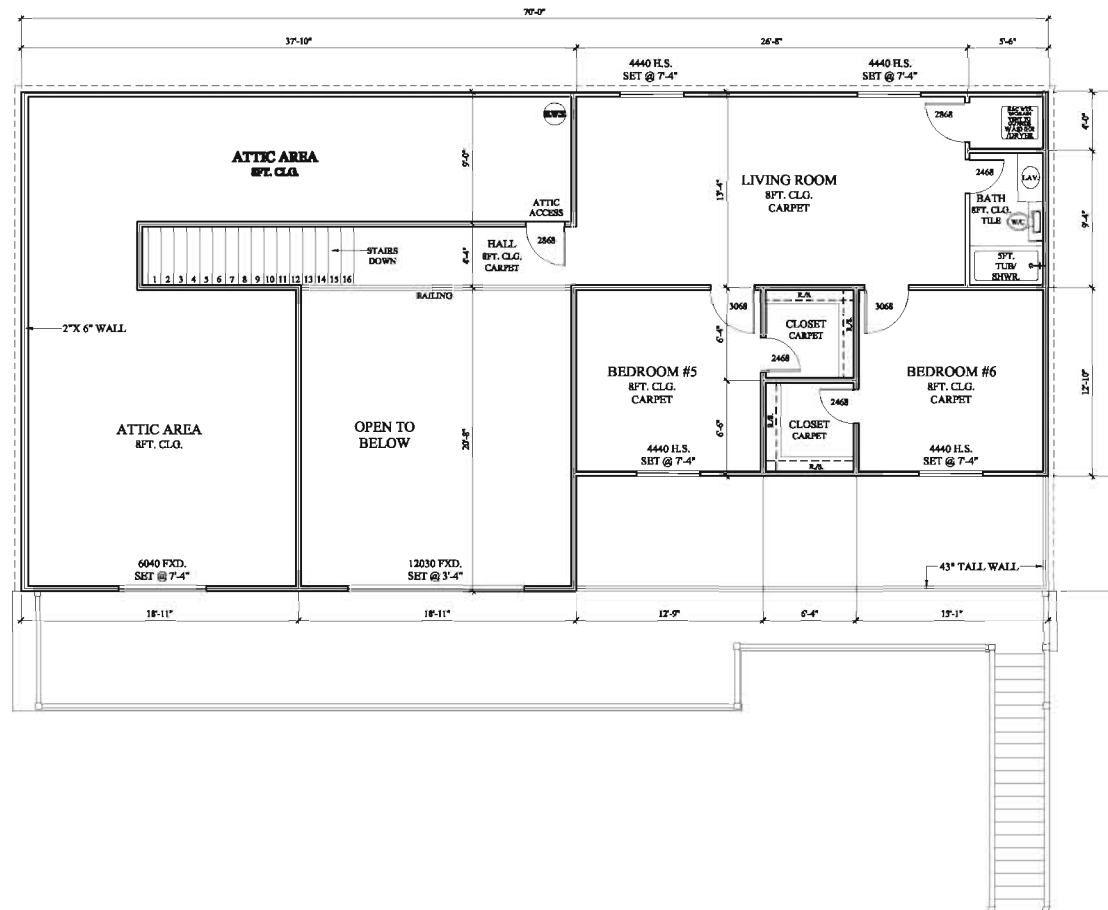 70'-0"
37'-10"
26'-8"
5'-6"
4440 H.S.
SET @ 7'-4"
4440 H.S.
SET @ 7'-4"
2868
4'-0"
ATTIC AREA
8FT. CLG.
9'-0"
LIVING ROOM
8FT. CLG.
CARPET
13'-4"
2468
LAV.
BATH
8FT. CLG.
TILE
W/C
9'-4"
ATTIC
ACCESS
2868
HALL
8FT. CLG.
CARPET
4'-4"
STAIRS
DOWN
5FT.
TUB/
SHWR.
1 2 3 4 5 6 7 8 9 10 11 12 13 14 15 16
RAILING
R./S.
R./S.
3068
3068
CLOSET
CARPET
6'-4"
2"X 6" WALL
2468
BEDROOM #5
8FT. CLG.
CARPET
BEDROOM #6
8FT. CLG.
CARPET
12'-10"
2468
ATTIC AREA
8FT. CLG.
OPEN TO
BELOW
20'-8"
6'-6"
R./S.
CLOSET
CARPET
R./S.
4440 H.S.
SET @ 7'-4"
4440 H.S.
SET @ 7'-4"
6040 FXD.
SET @ 7'-4"
12030 FXD.
SET @ 3'-4"
43" TALL WALL
18'-11"
18'-11"
12'-9"
6'-4"
13'-1"